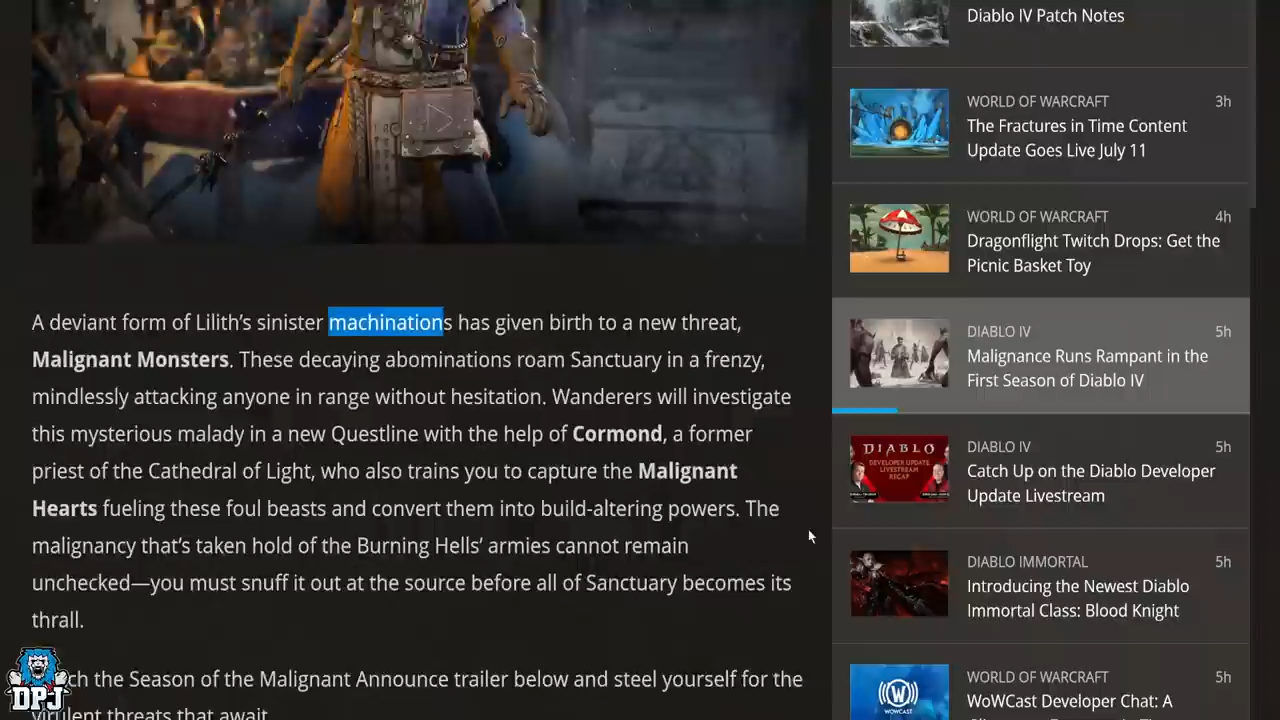 A deviant form of Lilith’s sinister machinations has given birth to a new threat,
Malignant Monsters. These decaying abominations roam Sanctuary in a frenzy,
mindlessly attacking anyone in range without hesitation. Wanderers will investigate
this mysterious malady in a new Questline with the help of Cormond, a former
priest of the Cathedral of Light, who also trains you to capture the Malignant
Hearts fueling these foul beasts and convert them into build-altering powers. The
malignancy that’s taken hold of the Burning Hells’ armies cannot remain
unchecked—you must snuff it out at the source before all of Sanctuary becomes its
thrall.
ch the Season of the Malignant Announce trailer below and steel yourself for the
virulent threats that await.
DPJ
Diablo IV Patch Notes
WORLD OF WARCRAFT 3h
The Fractures in Time Content
Update Goes Live July 11
WORLD OF WARCRAFT 4h
Dragonflight Twitch Drops: Get the
Picnic Basket Toy
DIABLO IV 5h
Malignance Runs Rampant in the
First Season of Diablo IV
DIABLO
DEVELOPER UPDATE
LIVESTREAM
RECAP
DIABLO IV 5h
Catch Up on the Diablo Developer
Update Livestream
DIABLO IMMORTAL 5h
Introducing the Newest Diablo
Immortal Class: Blood Knight
W
WOWCAST
WORLD OF WARCRAFT 5h
WoWCast Developer Chat: A